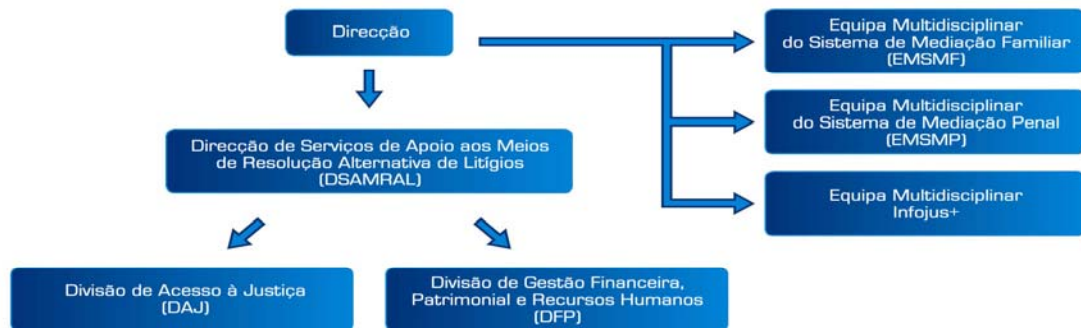 Direcção
Equipa Multidisciplinar
do Sistema de Mediação Familiar
(EMSMF)
Equipa Multidisciplinar
do Sistema de Mediação Penal
(EMSMP)
Direcção de Serviços de Apoio aos Meios
de Resolução Alternativa de Litígios
(DSAMRAL)
Equipa Multidisciplinar
Infojus+
Divisão de Acesso à Justiça
(DAJ)
Divisão de Gestão Financeira,
Patrimonial e Recursos Humanos
(DFP)